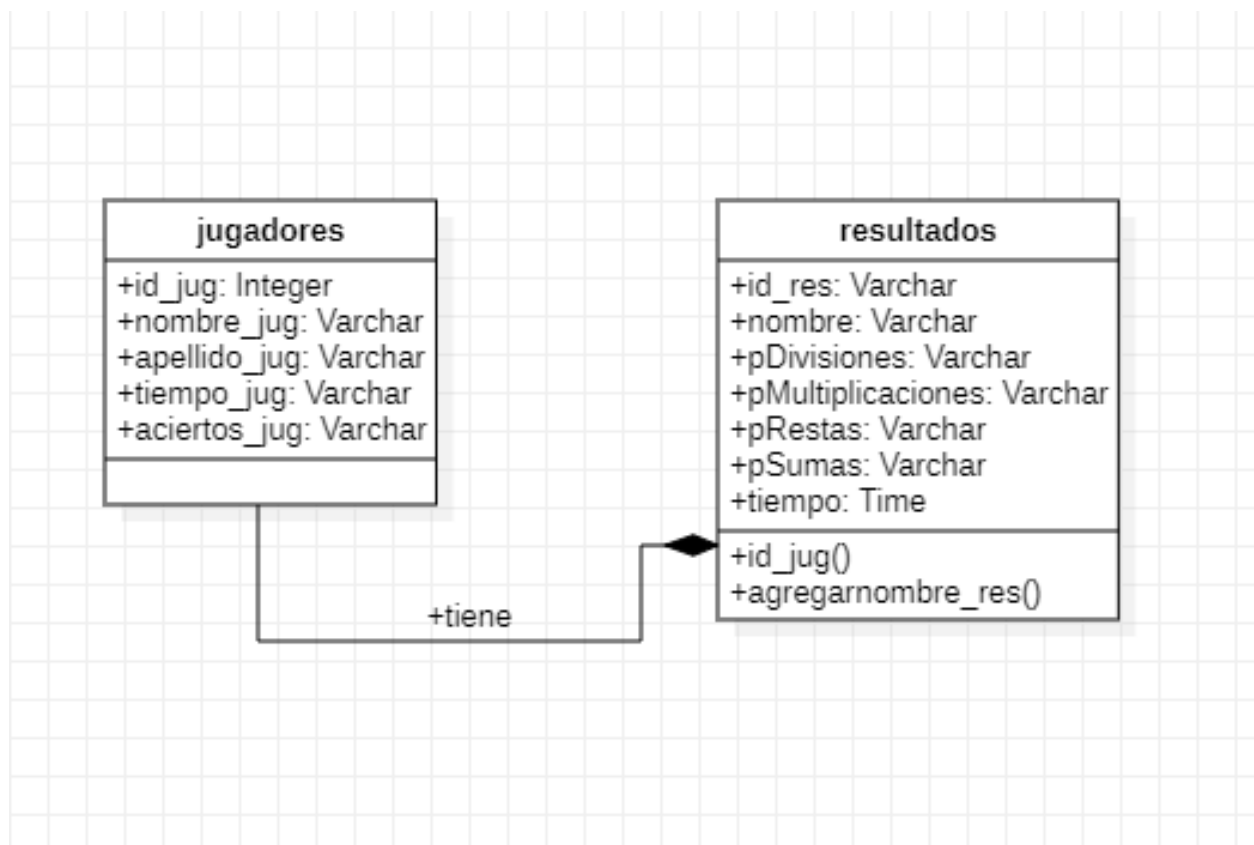 jugadores
+id_jug: Integer
+nombre_jug: Varchar
+apellido_jug: Varchar
+tiempo_jug: Varchar
+aciertos_jug: Varchar
+tiene
resultados
+id_res: Varchar
+nombre: Varchar
+pDivisiones: Varchar
+pMultiplicaciones: Varchar
+pRestas: Varchar
+pSumas: Varchar
+tiempo: Time
+id_jug()
+agregarnombre_res()